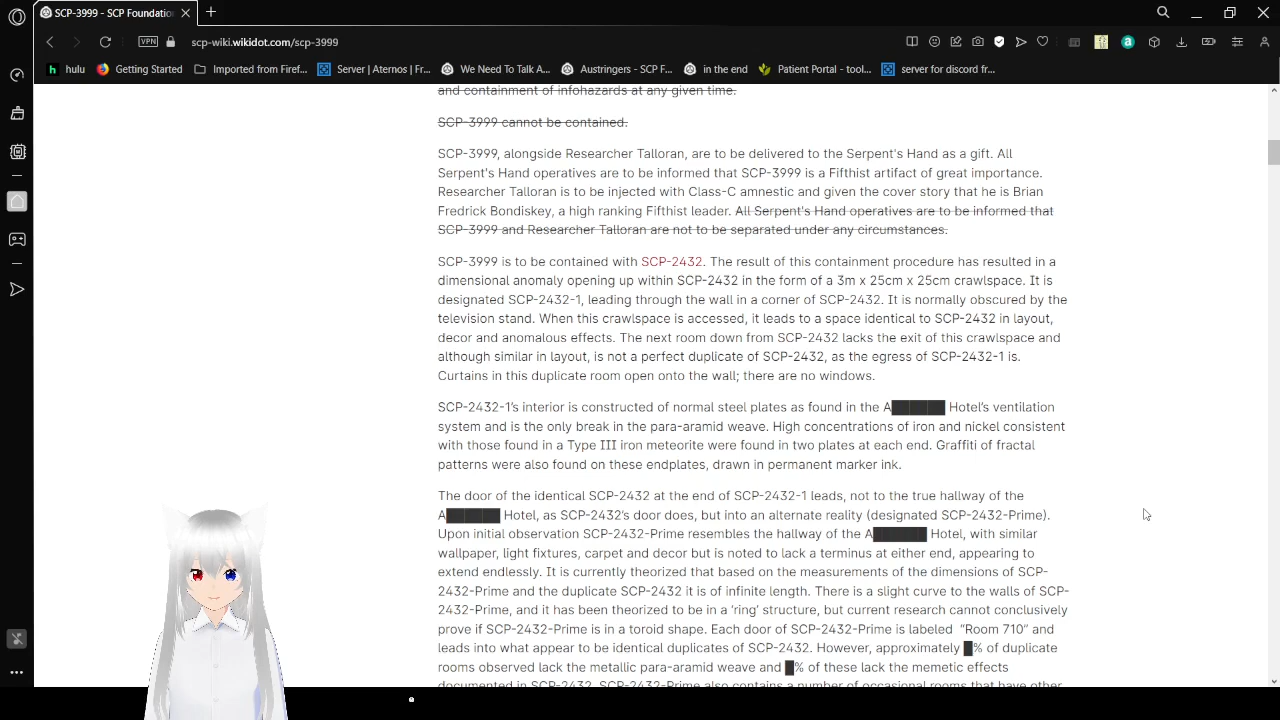 SCP-3999 - SCP Foundation
scp-wiki.wikidot.com/scp-3999
VPN
hulu
Getting Started
Imported from Firef...
Server | Aternos | Fr...
We Need To Talk A...
Austringers - SCP F...
in the end
Patient Portal - tool...
server for discord fr...
and containment of infohazards at any given time.
SCP-3999 cannot be contained.
SCP-3999, alongside Researcher Talloran, are to be delivered to the Serpent's Hand as a gift. All
Serpent's Hand operatives are to be informed that SCP-3999 is a Fifthist artifact of great importance.
Researcher Talloran is to be injected with Class-C amnestic and given the cover story that he is Brian
Fredrick Bondiskey, a high ranking Fifthist leader. All Serpent's Hand operatives are to be informed that
SCP-3999 and Researcher Talloran are not to be separated under any circumstances.
SCP-3999 is to be contained with SCP-2432. The result of this containment procedure has resulted in a
dimensional anomaly opening up within SCP-2432 in the form of a 3m x 25cm x 25cm crawlspace. It is
designated SCP-2432-1, leading through the wall in a corner of SCP-2432. It is normally obscured by the
television stand. When this crawlspace is accessed, it leads to a space identical to SCP-2432 in layout,
decor and anomalous effects. The next room down from SCP-2432 lacks the exit of this crawlspace and
although similar in layout, is not a perfect duplicate of SCP-2432, as the egress of SCP-2432-1 is.
Curtains in this duplicate room open onto the wall; there are no windows.
SCP-2432-1's interior is constructed of normal steel plates as found in the A██████ Hotel's ventilation
system and is the only break in the para-aramid weave. High concentrations of iron and nickel consistent
with those found in a Type III iron meteorite were found in two plates at each end. Graffiti of fractal
patterns were also found on these endplates, drawn in permanent marker ink.
The door of the identical SCP-2432 at the end of SCP-2432-1 leads, not to the true hallway of the
A██████ Hotel, as SCP-2432's door does, but into an alternate reality (designated SCP-2432-Prime).
Upon initial observation SCP-2432-Prime resembles the hallway of the A██████ Hotel, with similar
wallpaper, light fixtures, carpet and decor but is noted to lack a terminus at either end, appearing to
extend endlessly. It is currently theorized that based on the measurements of the dimensions of SCP-
2432-Prime and the duplicate SCP-2432 it is of infinite length. There is a slight curve to the walls of SCP-
2432-Prime, and it has been theorized to be in a 'ring' structure, but current research cannot conclusively
prove if SCP-2432-Prime is in a toroid shape. Each door of SCP-2432-Prime is labeled "Room 710" and
leads into what appear to be identical duplicates of SCP-2432. However, approximately █% of duplicate
rooms observed lack the metallic para-aramid weave and █% of these lack the memetic effects
documented in SCP-2432. SCP-2432-Prime also contains a number of occasional rooms that have other